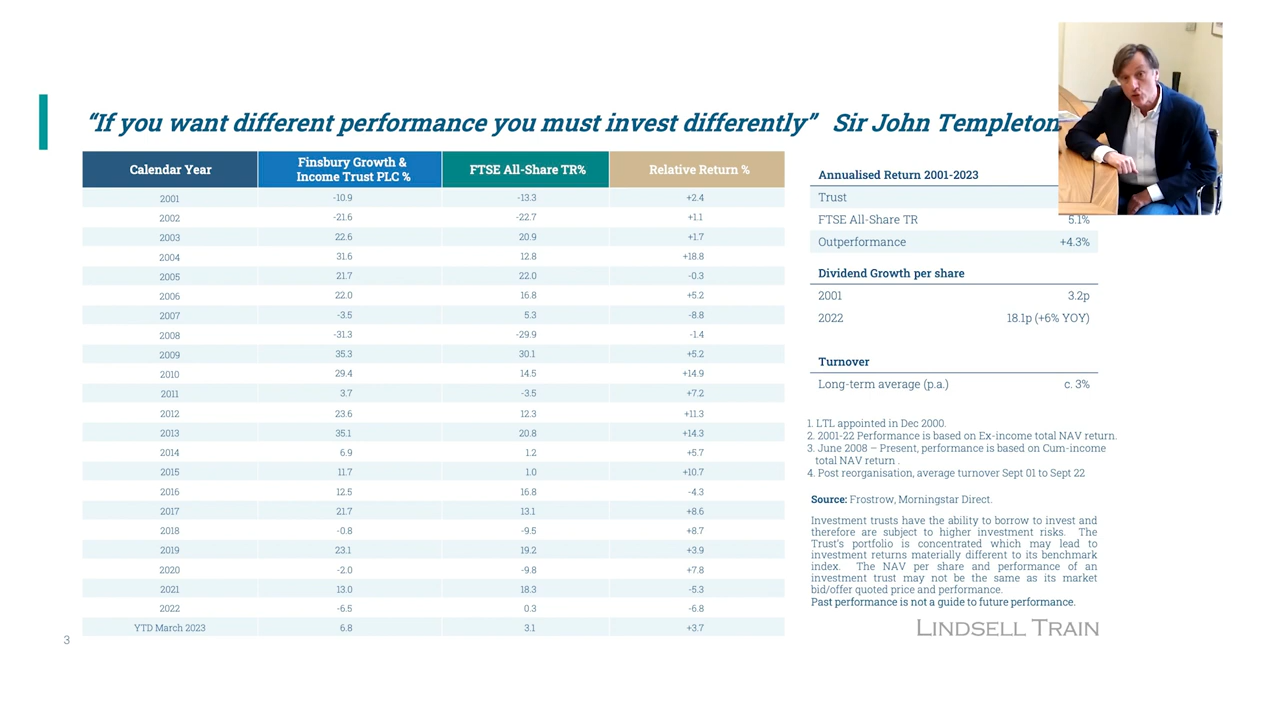 “If you want different performance you must invest differently” Sir John Templeton
Calendar Year Finsbury Growth & Income Trust PLC % FTSE All-Share TR% Relative Return %
2001 -10.9 -13.3 +2.4
2002 -21.6 -22.7 +1.1
2003 22.6 20.9 +1.7
2004 31.6 12.8 +18.8
2005 21.7 22.0 -0.3
2006 22.0 16.8 +5.2
2007 -3.5 5.3 -8.8
2008 -31.3 -29.9 -1.4
2009 35.3 30.1 +5.2
2010 29.4 14.5 +14.9
2011 3.7 -3.5 +7.2
2012 23.6 12.3 +11.3
2013 35.1 20.8 +14.3
2014 6.9 1.2 +5.7
2015 11.7 1.0 +10.7
2016 12.5 16.8 -4.3
2017 21.7 13.1 +8.6
2018 -0.8 -9.5 +8.7
2019 23.1 19.2 +3.9
2020 -2.0 -9.8 +7.8
2021 13.0 18.3 -5.3
2022 -6.5 0.3 -6.8
YTD March 2023 6.8 3.1 +3.7
3
Annualised Return 2001-2023
Trust
FTSE All-Share TR 5.1%
Outperformance +4.3%
Dividend Growth per share
2001 3.2p
2022 18.1p (+6% YOY)
Turnover
Long-term average (p.a.) c. 3%
1. LTL appointed in Dec 2000.
2. 2001-22 Performance is based on Ex-income total NAV return.
3. June 2008 – Present, performance is based on Cum-income
total NAV return .
4. Post reorganisation, average turnover Sept 01 to Sept 22
Source: Frostrow, Morningstar Direct.
Investment trusts have the ability to borrow to invest and
therefore are subject to higher investment risks. The
Trust's portfolio is concentrated which may lead to
investment returns materially different to its benchmark
index. The NAV per share and performance of an
investment trust may not be the same as its market
bid/offer quoted price and performance.
Past performance is not a guide to future performance.
LINDSELL TRAIN